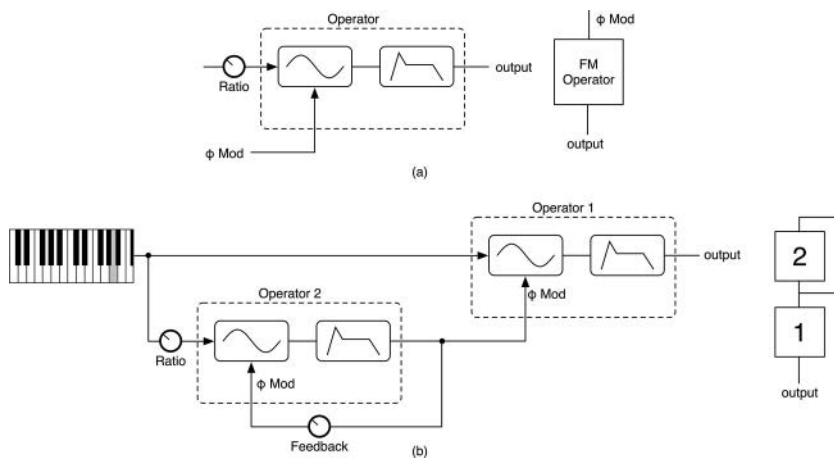 Operator
Ratio
output
ϕ Mod
ϕ Mod
FM
Operator
output
(a)
Operator 1
output
ϕ Mod
Operator 2
Ratio
ϕ Mod
Feedback
(b)
2
1
output